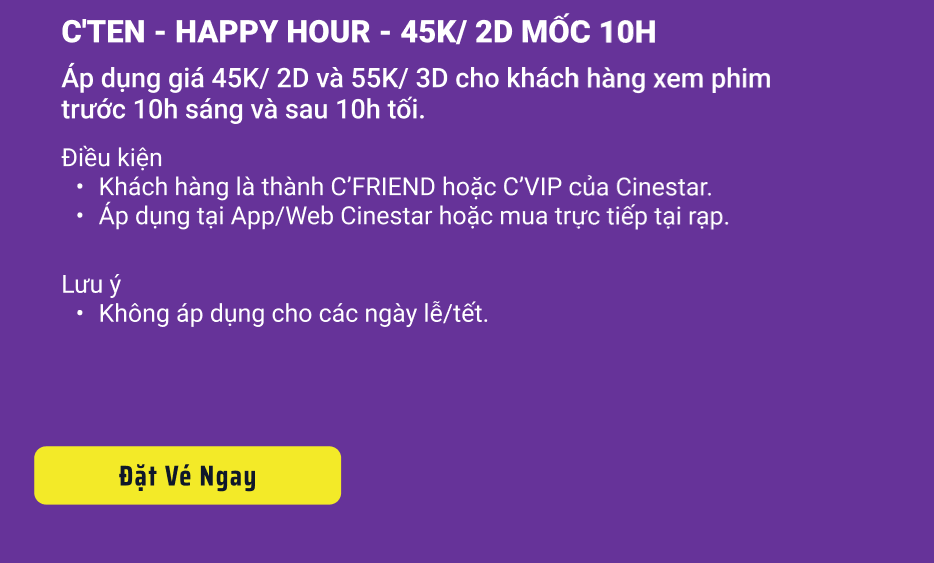 C'TEN - HAPPY HOUR - 45K/ 2D MỐC 10H
Áp dụng giá 45K/ 2D và 55K/ 3D cho khách hàng xem phim
trước 10h sáng và sau 10h tối.
Điều kiện
• Khách hàng là thành C’FRIEND hoặc C’VIP của Cinestar.
• Áp dụng tại App/Web Cinestar hoặc mua trực tiếp tại rạp.
Lưu ý
• Không áp dụng cho các ngày lễ/tết.
Đặt Vé Ngay